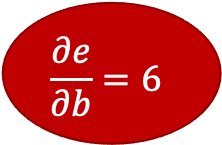 ∂e/∂b = 6